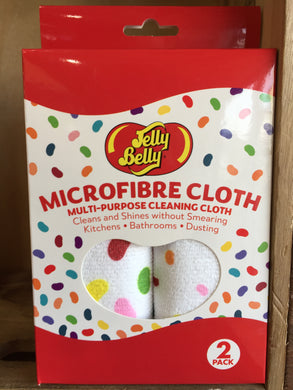 Jelly
Belly
MICROFIBRE CLOTH
MULTI-PURPOSE CLEANING CLOTH
Cleans and Shines without Smearing
Kitchens • Bathrooms • Dusting
2
PACK